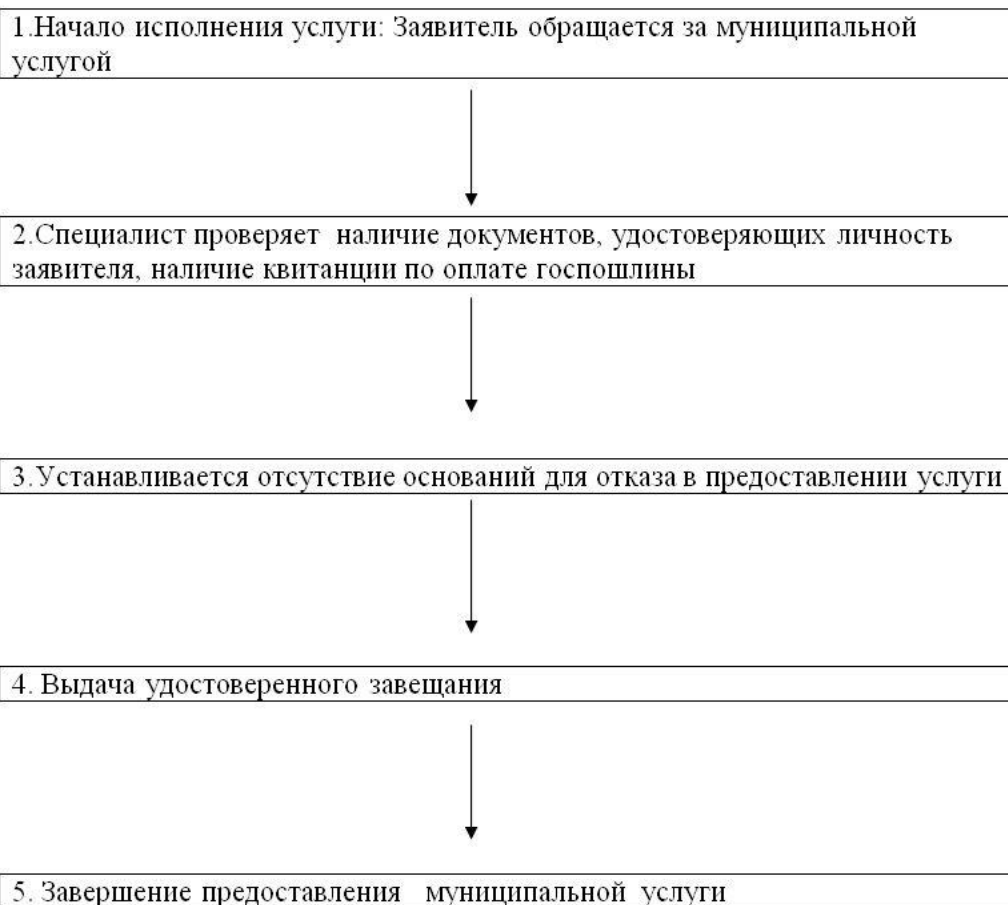 1.Начало исполнения услуги: Заявитель обращается за муниципальной
услугой
2.Специалист проверяет наличие документов, удостоверяющих личность
заявителя, наличие квитанции по оплате госпошлины
3.Устанавливается отсутствие оснований для отказа в предоставлении услуги
4. Выдача удостоверенного завещания
5. Завершение предоставления муниципальной услуги